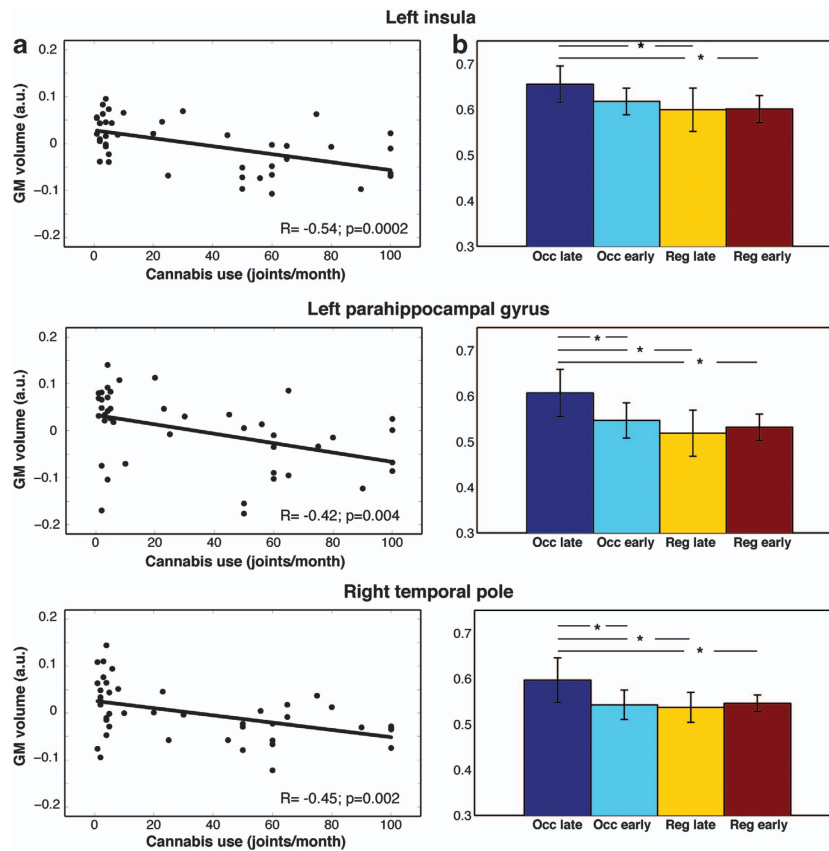 Left insula
a
b
GM volume (a.u.)
0.2
0.1
0
−0.1
−0.2
R= -0.54; p=0.0002
0 20 40 60 80 100
Cannabis use (joints/month)
0.7
0.6
0.5
0.4
0.3
*
*
Occ late Occ early Reg late Reg early
Left parahippocampal gyrus
GM volume (a.u.)
0.2
0.1
0
−0.1
−0.2
R= -0.42; p=0.004
0 20 40 60 80 100
Cannabis use (joints/month)
0.7
0.6
0.5
0.4
0.3
*
*
*
Occ late Occ early Reg late Reg early
Right temporal pole
GM volume (a.u.)
0.2
0.1
0
−0.1
−0.2
R= -0.45; p=0.002
0 20 40 60 80 100
Cannabis use (joints/month)
0.7
0.6
0.5
0.4
0.3
*
*
*
Occ late Occ early Reg late Reg early